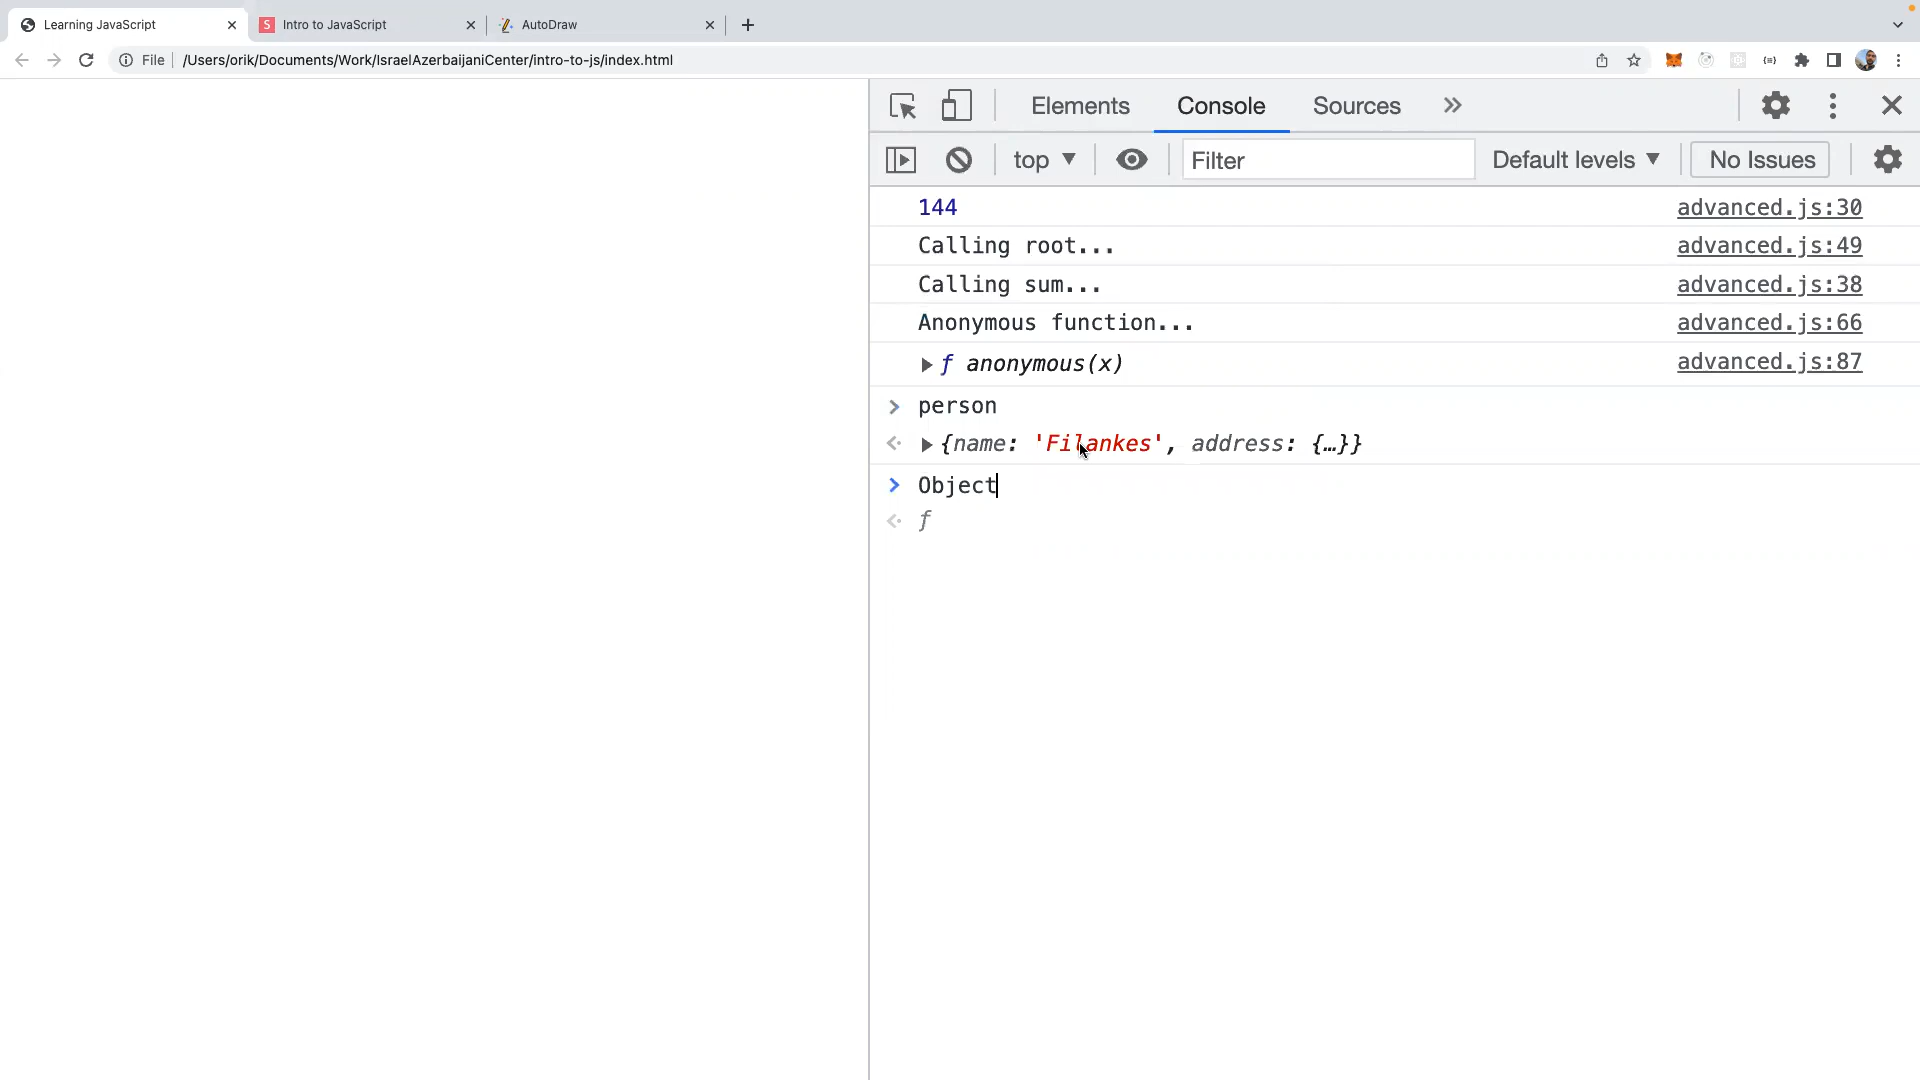 Learning JavaScript
S Intro to JavaScript
AutoDraw
File /Users/orik/Documents/Work/IsraelAzerbaijaniCenter/intro-to-js/index.html
Elements Console Sources
top Filter Default levels No Issues
144 advanced.js:30
Calling root... advanced.js:49
Calling sum... advanced.js:38
Anonymous function... advanced.js:66
ƒ anonymous(x) advanced.js:87
person
{name: 'Filankes', address: {…}}
Object
ƒ